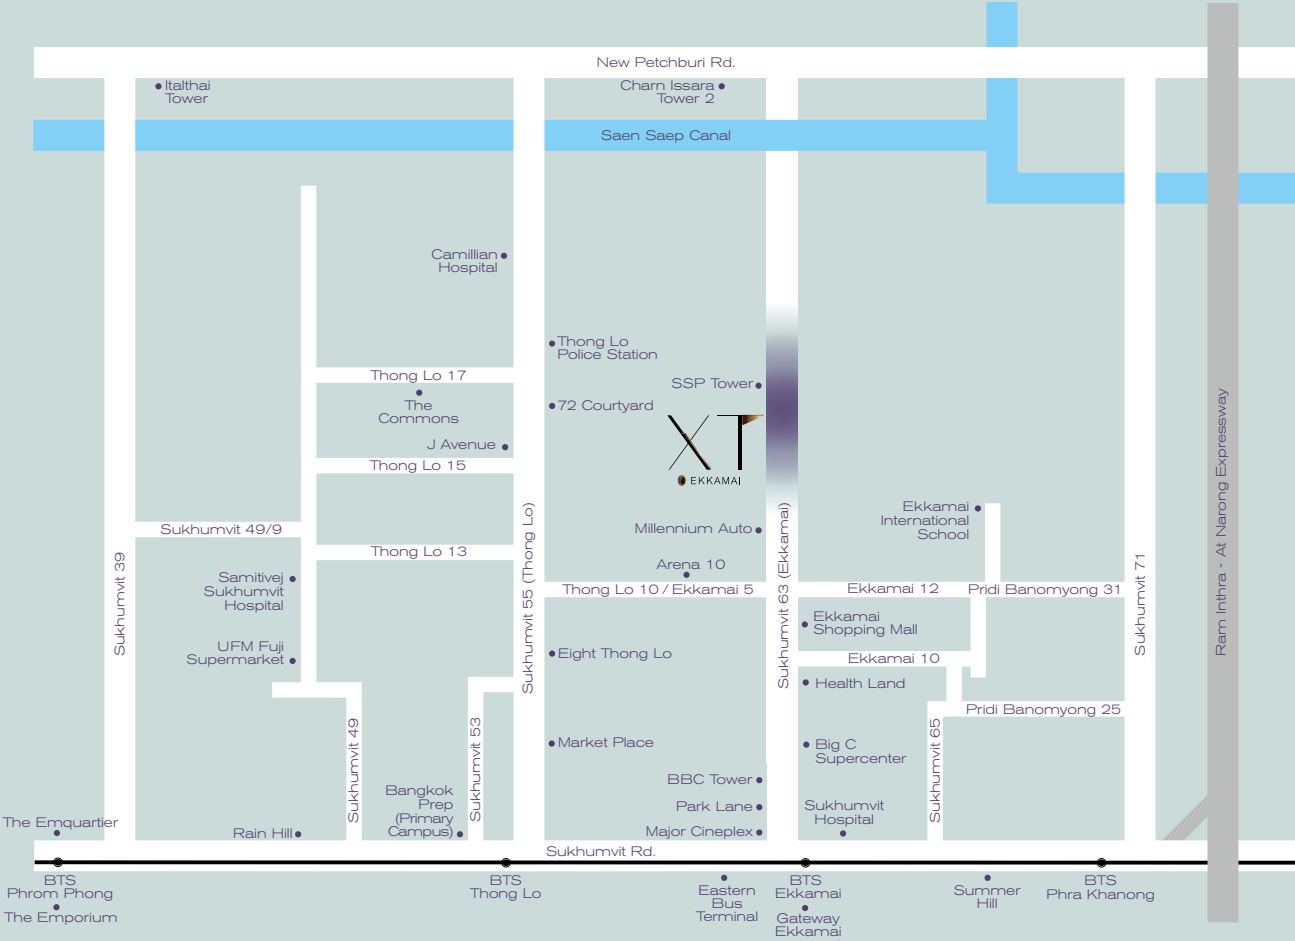 New Petchburi Rd.
Italthai
Tower
Charn Issara
Tower 2
Saen Saep Canal
Camillian
Hospital
Thong Lo
Police Station
Thong Lo 17
SSP Tower
The
Commons
72 Courtyard
J Avenue
XT
EKKAMAI
Thong Lo 15
Sukhumvit 49/9
Millennium Auto
Ekkamai
International
School
Thong Lo 13
Arena 10
Samitivej
Sukhumvit
Hospital
Thong Lo 10 / Ekkamai 5
Ekkamai 12
Pridi Banomyong 31
Sukhumvit 39
Sukhumvit 55 (Thong Lo)
Sukhumvit 63 (Ekkamai)
Sukhumvit 71
Ram Inthra - At Narong Expressway
Ekkamai
Shopping Mall
UFM Fuji
Supermarket
Eight Thong Lo
Ekkamai 10
Health Land
Pridi Banomyong 25
Sukhumvit 49
Sukhumvit 53
Sukhumvit 65
Market Place
Big C
Supercenter
BBC Tower
Bangkok
Prep
(Primary
Campus)
Park Lane
Sukhumvit
Hospital
The Emquartier
Rain Hill
Major Cineplex
Sukhumvit Rd.
BTS
Phrom Phong
The Emporium
BTS
Thong Lo
Eastern
Bus
Terminal
BTS
Ekkamai
Gateway
Ekkamai
Summer
Hill
BTS
Phra Khanong